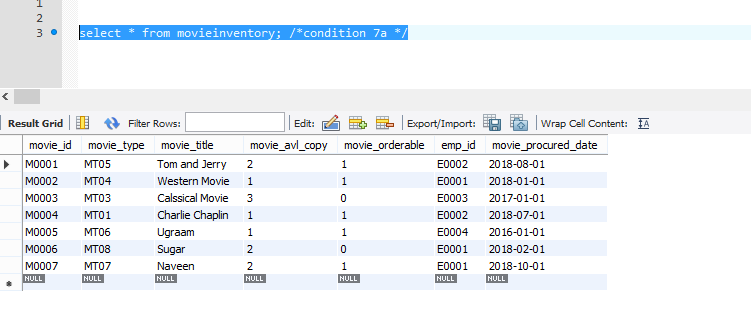 1
2
3 select * from movieinventory; /*condition 7a */
Result Grid Filter Rows: Edit: Export/Import: Wrap Cell Content:
movie_id movie_type movie_title movie_avl_copy movie_orderable emp_id movie_procured_date
M0001 MT05 Tom and Jerry 2 1 E0002 2018-08-01
M0002 MT04 Western Movie 1 1 E0001 2018-01-01
M0003 MT03 Calssical Movie 3 0 E0003 2017-01-01
M0004 MT01 Charlie Chaplin 1 1 E0002 2018-07-01
M0005 MT06 Ugraam 1 1 E0004 2016-01-01
M0006 MT08 Sugar 2 0 E0001 2018-02-01
M0007 MT07 Naveen 2 1 E0001 2018-10-01
NULL NULL NULL NULL NULL NULL NULL